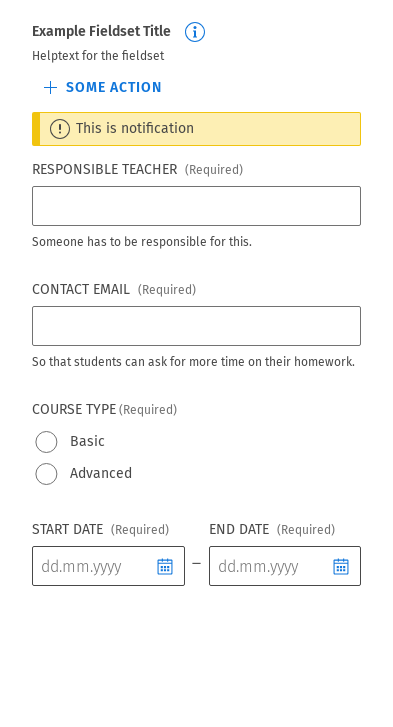 Example Fieldset Title
Helptext for the fieldset
SOME ACTION
This is notification
RESPONSIBLE TEACHER (Required)
Someone has to be responsible for this.
CONTACT EMAIL (Required)
So that students can ask for more time on their homework.
COURSE TYPE (Required)
Basic
Advanced
START DATE (Required) END DATE (Required)
dd.mm.yyyy – dd.mm.yyyy